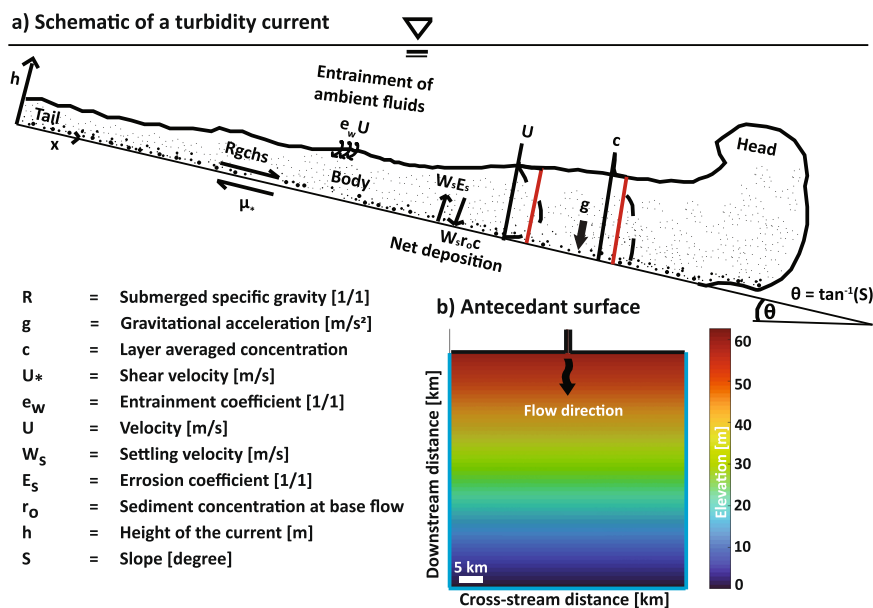 a) Schematic of a turbidity current
h
Entrainment of
ambient fluids
e_w U
U
c
Head
Tail
x
Rgchs
Body
WsEs
g
μ*
Wsroc
Net deposition
θ = tan⁻¹(S)
θ
R = Submerged specific gravity [1/1]
g = Gravitational acceleration [m/s²]
c = Layer averaged concentration
U* = Shear velocity [m/s]
eW = Entrainment coefficient [1/1]
U = Velocity [m/s]
WS = Settling velocity [m/s]
ES = Errosion coefficient [1/1]
ro = Sediment concentration at base flow
h = Height of the current [m]
S = Slope [degree]
b) Antecedant surface
Flow direction
Downstream distance [km]
5 km
Cross-stream distance [km]
60
50
40
30
20
10
0
Elevation [m]